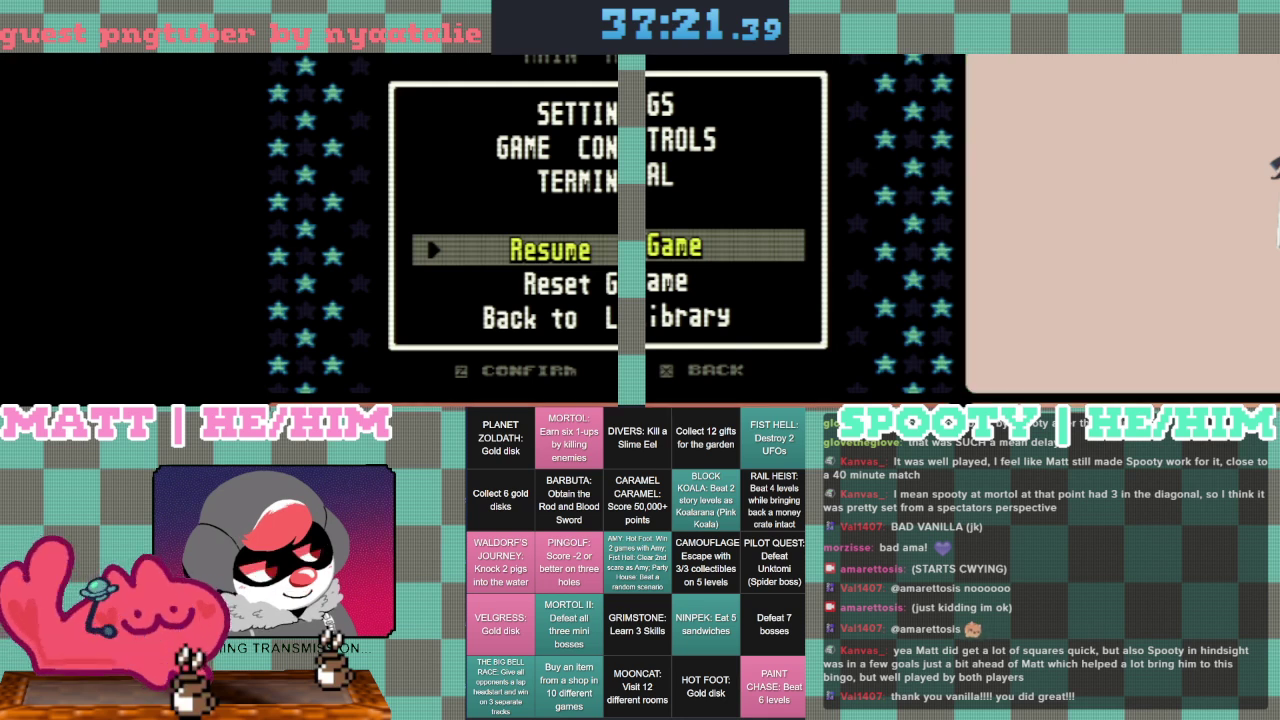 guest pngtuber by nyaatalie
37:21.39
SETTINGS
GAME CONTROLS
TERMINAL
Resume Game
Reset Game
Back to Library
CONFIRM
BACK
MATT | HE/HIM
SPOOTY | HE/HIM
PLANET ZOLDATH: Gold disk
MORTOL: Earn six 1-ups by killing enemies
DIVERS: Kill a Slime Eel
Collect 12 gifts for the garden
FIST HELL: Destroy 2 UFOs
Collect 6 gold disks
BARBUTA: Obtain the Rod and Blood Sword
CARAMEL CARAMEL: Score 50,000+ points
BLOCK KOALA: Beat 2 story levels as Koalarana (Pink Koala)
RAIL HEIST: Beat 4 levels while bringing back a money crate intact
WALDORF'S JOURNEY: Knock 2 pigs into the water
PINGOLF: Score -2 or better on three holes
AMY: Hot Foot: Win 2 games with Amy; Fist Hell: Clear 2nd scare as Amy; Party House: Beat a random scenario
CAMOUFLAGE Escape with 3/3 collectibles on 5 levels
PILOT QUEST: Defeat Unktomi (Spider boss)
VELGRESS: Gold disk
MORTOL II: Defeat all three mini bosses
GRIMSTONE: Learn 3 Skills
NINPEK: Eat 5 sandwiches
Defeat 7 bosses
THE BIG BELL RACE: Give all opponents a lap headstart and win on 3 separate tracks
Buy an item from a shop in 10 different games
MOONCAT: Visit 12 different rooms
HOT FOOT: Gold disk
PAINT CHASE: Beat 6 levels
ING TRANSMISSION...
glovetheglove: that was SUCH a mean delay
Kanvas_: It was well played, I feel like Matt still made Spooty work for it, close to
a 40 minute match
Kanvas_: I mean spooty at mortol at that point had 3 in the diagonal, so I think it
was pretty set from a spectators perspective
Val1407: BAD VANILLA (jk)
morzisse: bad ama!
amarettosis: (STARTS CWYING)
Val1407: @amarettosis noooooo
amarettosis: (just kidding im ok)
Val1407: @amarettosis
Kanvas_: yea Matt did get a lot of squares quick, but also Spooty in hindsight
was in a few goals just a bit ahead of Matt which helped a lot bring him to this
bingo, but well played by both players
Val1407: thank you vanilla!!!! you did great!!!